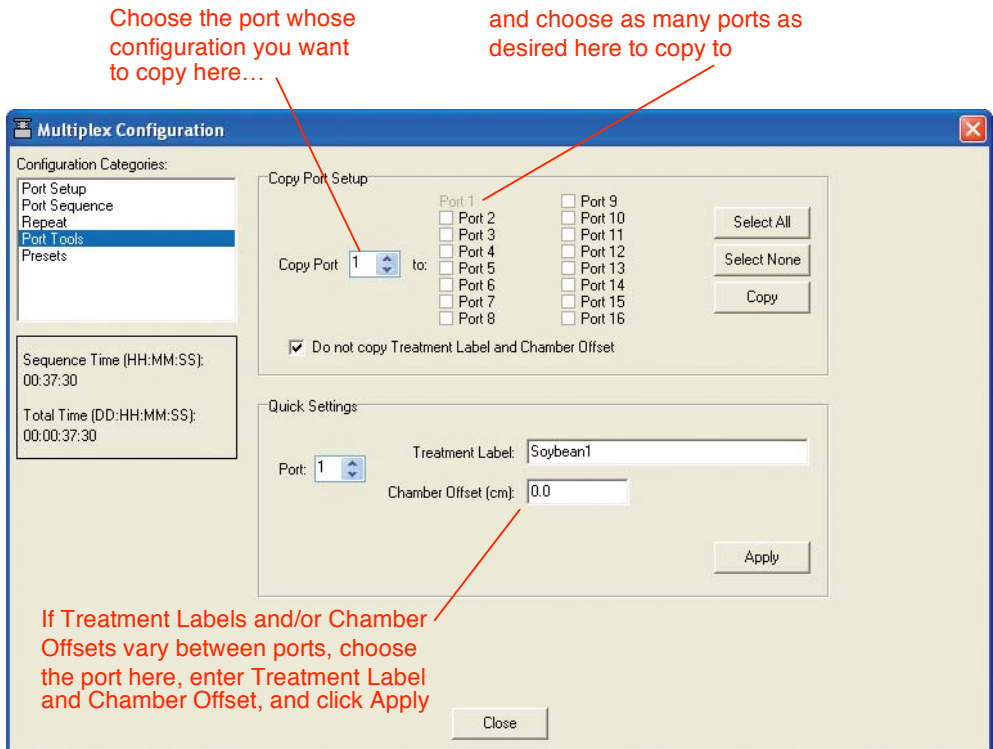 Choose the port whose
configuration you want
to copy here…
and choose as many ports as
desired here to copy to
Multiplex Configuration
Configuration Categories:
Port Setup
Port Sequence
Repeat
Port Tools
Presets
Sequence Time (HH:MM:SS):
00:37:30
Total Time (DD:HH:MM:SS):
00:00:37:30
Copy Port Setup
Copy Port 1 to:
Port 1
Port 2
Port 3
Port 4
Port 5
Port 6
Port 7
Port 8
Port 9
Port 10
Port 11
Port 12
Port 13
Port 14
Port 15
Port 16
Select All
Select None
Copy
Do not copy Treatment Label and Chamber Offset
Quick Settings
Port: 1
Treatment Label: Soybean1
Chamber Offset (cm): 0.0
Apply
If Treatment Labels and/or Chamber
Offsets vary between ports, choose
the port here, enter Treatment Label
and Chamber Offset, and click Apply
Close